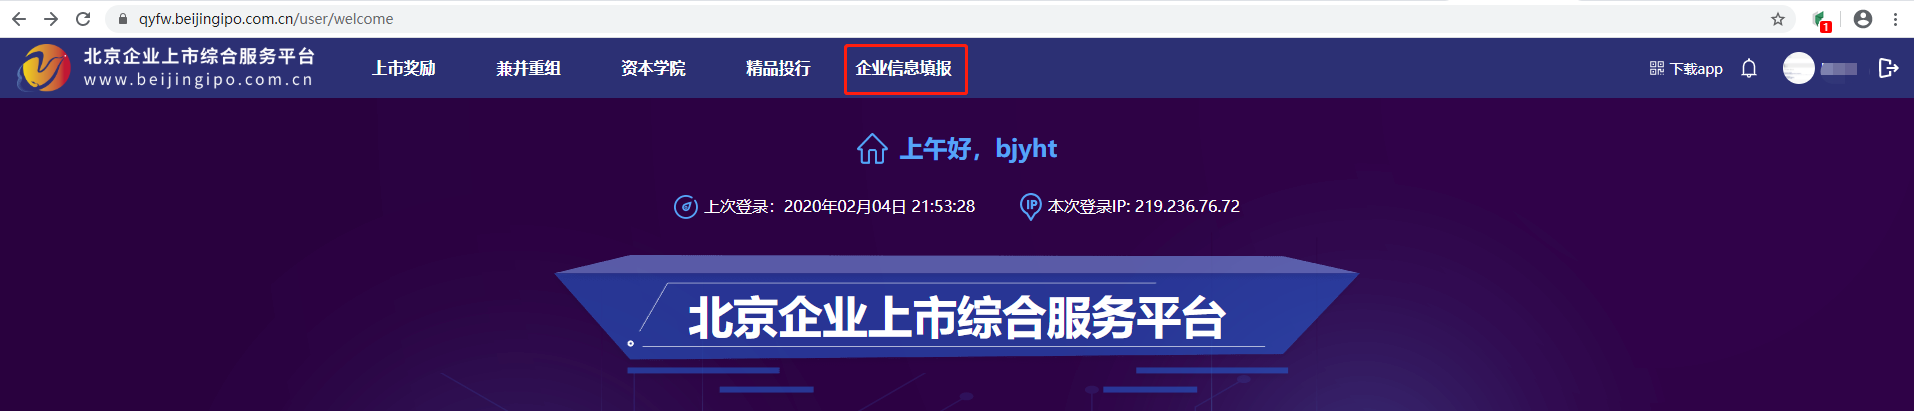 qyfw.beijingipo.com.cn/user/welcome
1
北京企业上市综合服务平台
www.beijingipo.com.cn
上市奖励 兼并重组 资本学院 精品投行 企业信息填报 下载app
上午好，bjyht
上次登录：2020年02月04日 21:53:28 IP 本次登录IP: 219.236.76.72
北京企业上市综合服务平台